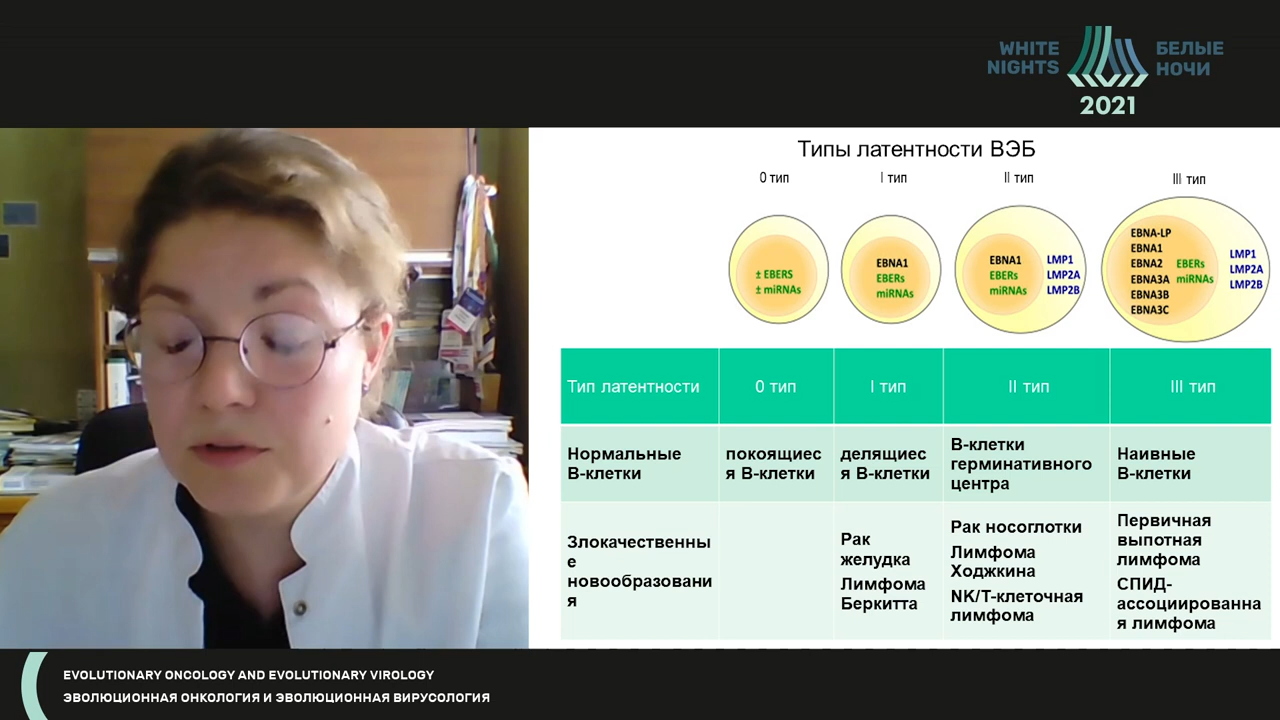 WHITE
NIGHTS
БЕЛЫЕ
НОЧИ
2021
Типы латентности ВЭБ
0 тип
I тип
II тип
III тип
± EBERS
± miRNAs
EBNA1
EBERs
miRNAs
EBNA1
EBERs
miRNAs
LMP1
LMP2A
LMP2B
EBNA-LP
EBNA1
EBNA2
EBNA3A
EBNA3B
EBNA3C
EBERs
miRNAs
LMP1
LMP2A
LMP2B
Тип латентности
0 тип
I тип
II тип
III тип
Нормальные
В-клетки
покоящиес
я В-клетки
делящиес
я В-клетки
В-клетки
герминативного
центра
Наивные
В-клетки
Злокачественны
е
новообразовани
я
Рак
желудка
Лимфома
Беркитта
Рак носоглотки
Лимфома
Ходжкина
NK/T-клеточная
лимфома
Первичная
выпотная
лимфома
СПИД-
ассоциированна
я лимфома
EVOLUTIONARY ONCOLOGY AND EVOLUTIONARY VIROLOGY
ЭВОЛЮЦИОННАЯ ОНКОЛОГИЯ И ЭВОЛЮЦИОННАЯ ВИРУСОЛОГИЯ